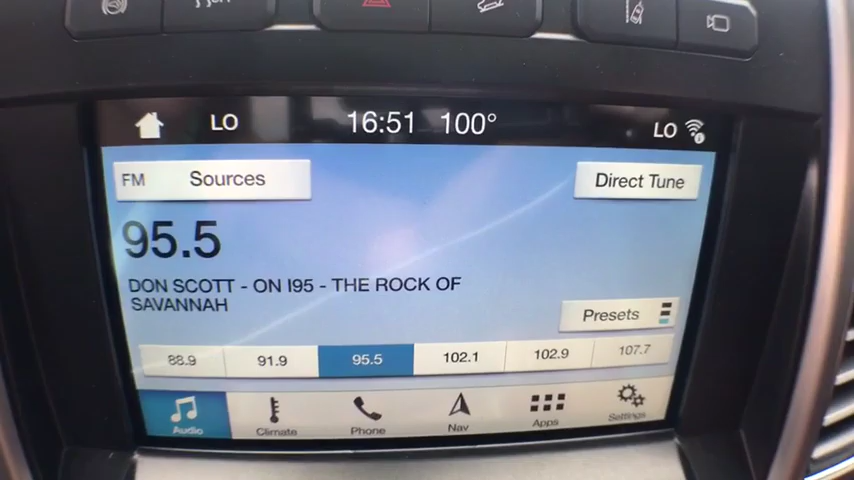 LO 16:51 100° LO
FM Sources Direct Tune
95.5
DON SCOTT - ON I95 - THE ROCK OF
SAVANNAH
Presets
88.9 91.9 95.5 102.1 102.9 107.7
Audio Climate Phone Nav Apps Settings